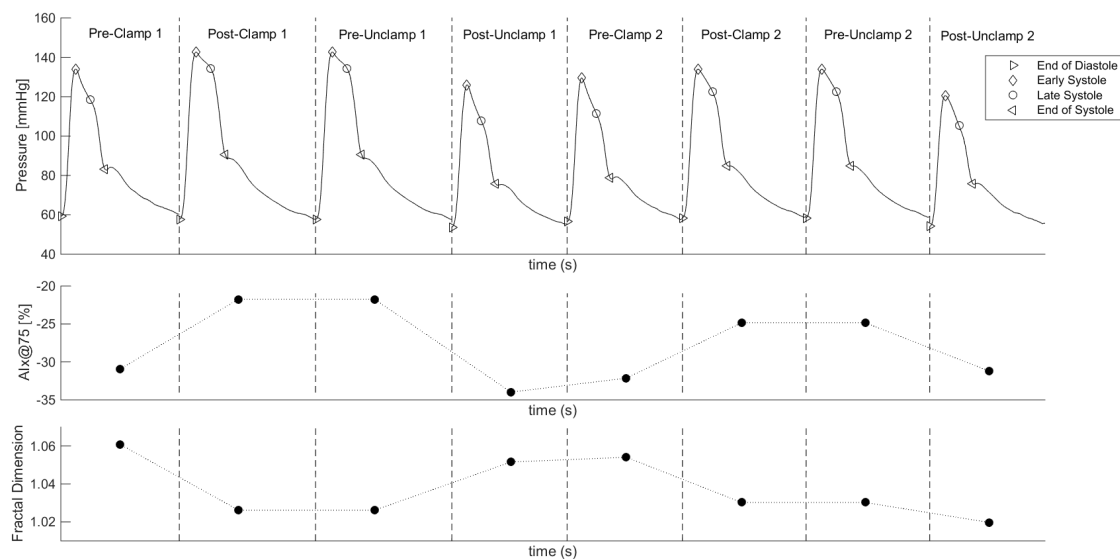 160
140
120
100
80
60
40
Pressure [mmHg]
Pre-Clamp 1
Post-Clamp 1
Pre-Unclamp 1
Post-Unclamp 1
Pre-Clamp 2
Post-Clamp 2
Pre-Unclamp 2
Post-Unclamp 2
End of Diastole
Early Systole
Late Systole
End of Systole
time (s)
-20
-25
-30
-35
AIx@75 [%]
time (s)
1.06
1.04
1.02
Fractal Dimension
time (s)